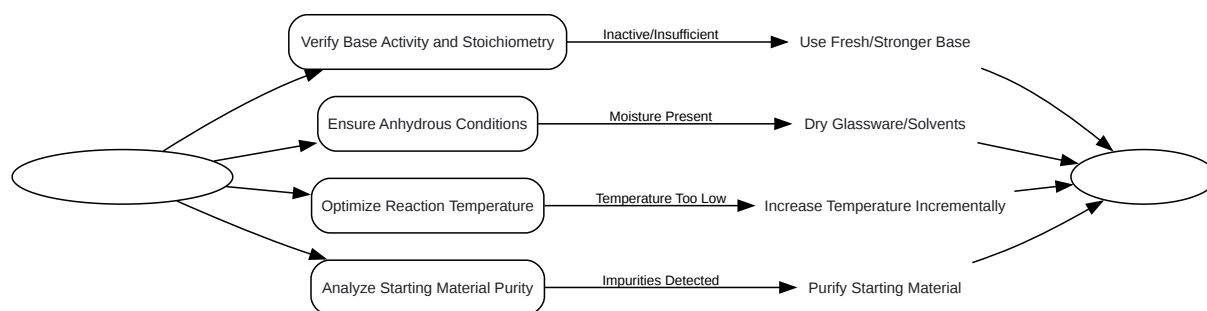 Verify Base Activity and Stoichiometry
Inactive/Insufficient
Use Fresh/Stronger Base
Ensure Anhydrous Conditions
Moisture Present
Dry Glassware/Solvents
Optimize Reaction Temperature
Temperature Too Low
Increase Temperature Incrementally
Analyze Starting Material Purity
Impurities Detected
Purify Starting Material